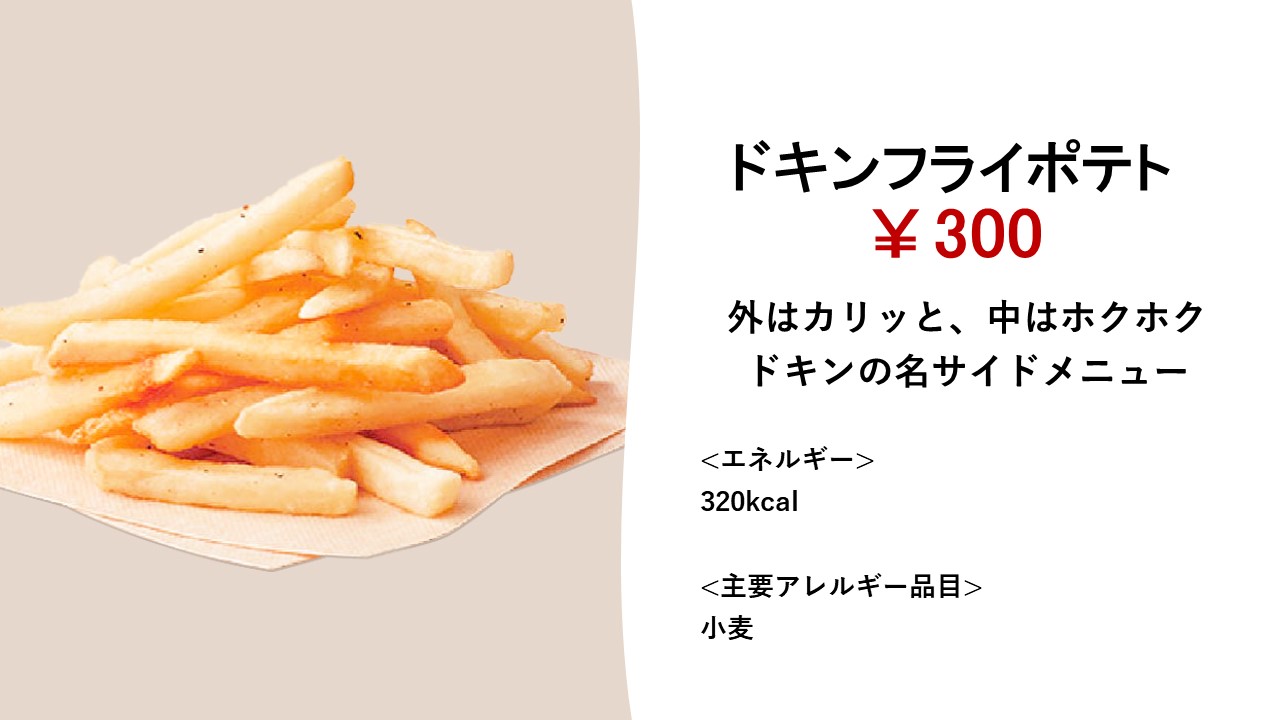 ドキンフライポテト
￥300
外はカリッと、中はホクホク
ドキンの名サイドメニュー
<エネルギー>
320kcal
<主要アレルギー品目>
小麦